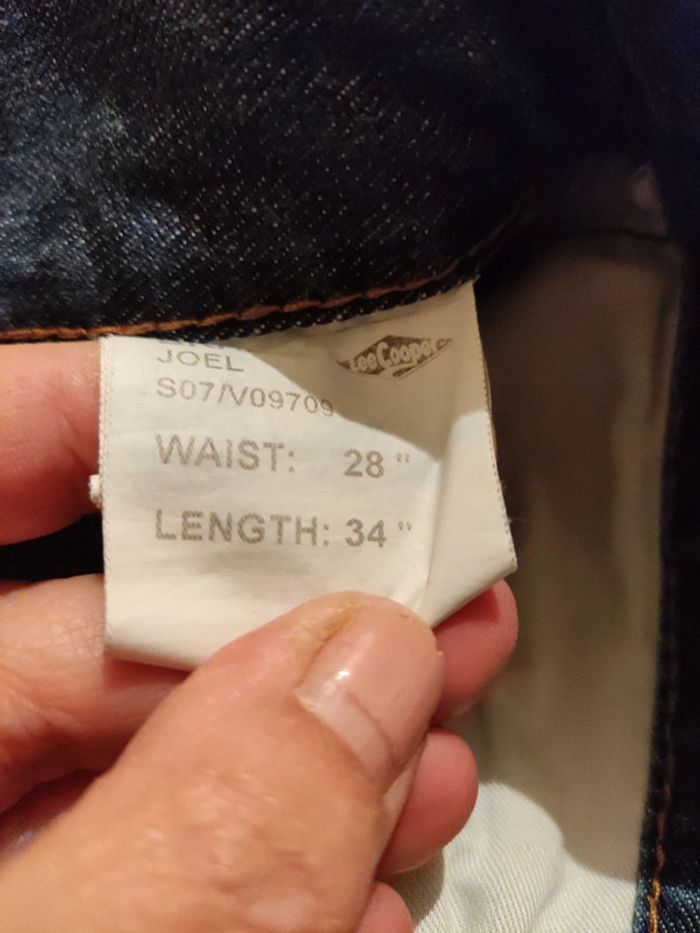 JOEL
Lee Cooper
S07/V09709
WAIST: 28 "
LENGTH: 34 "